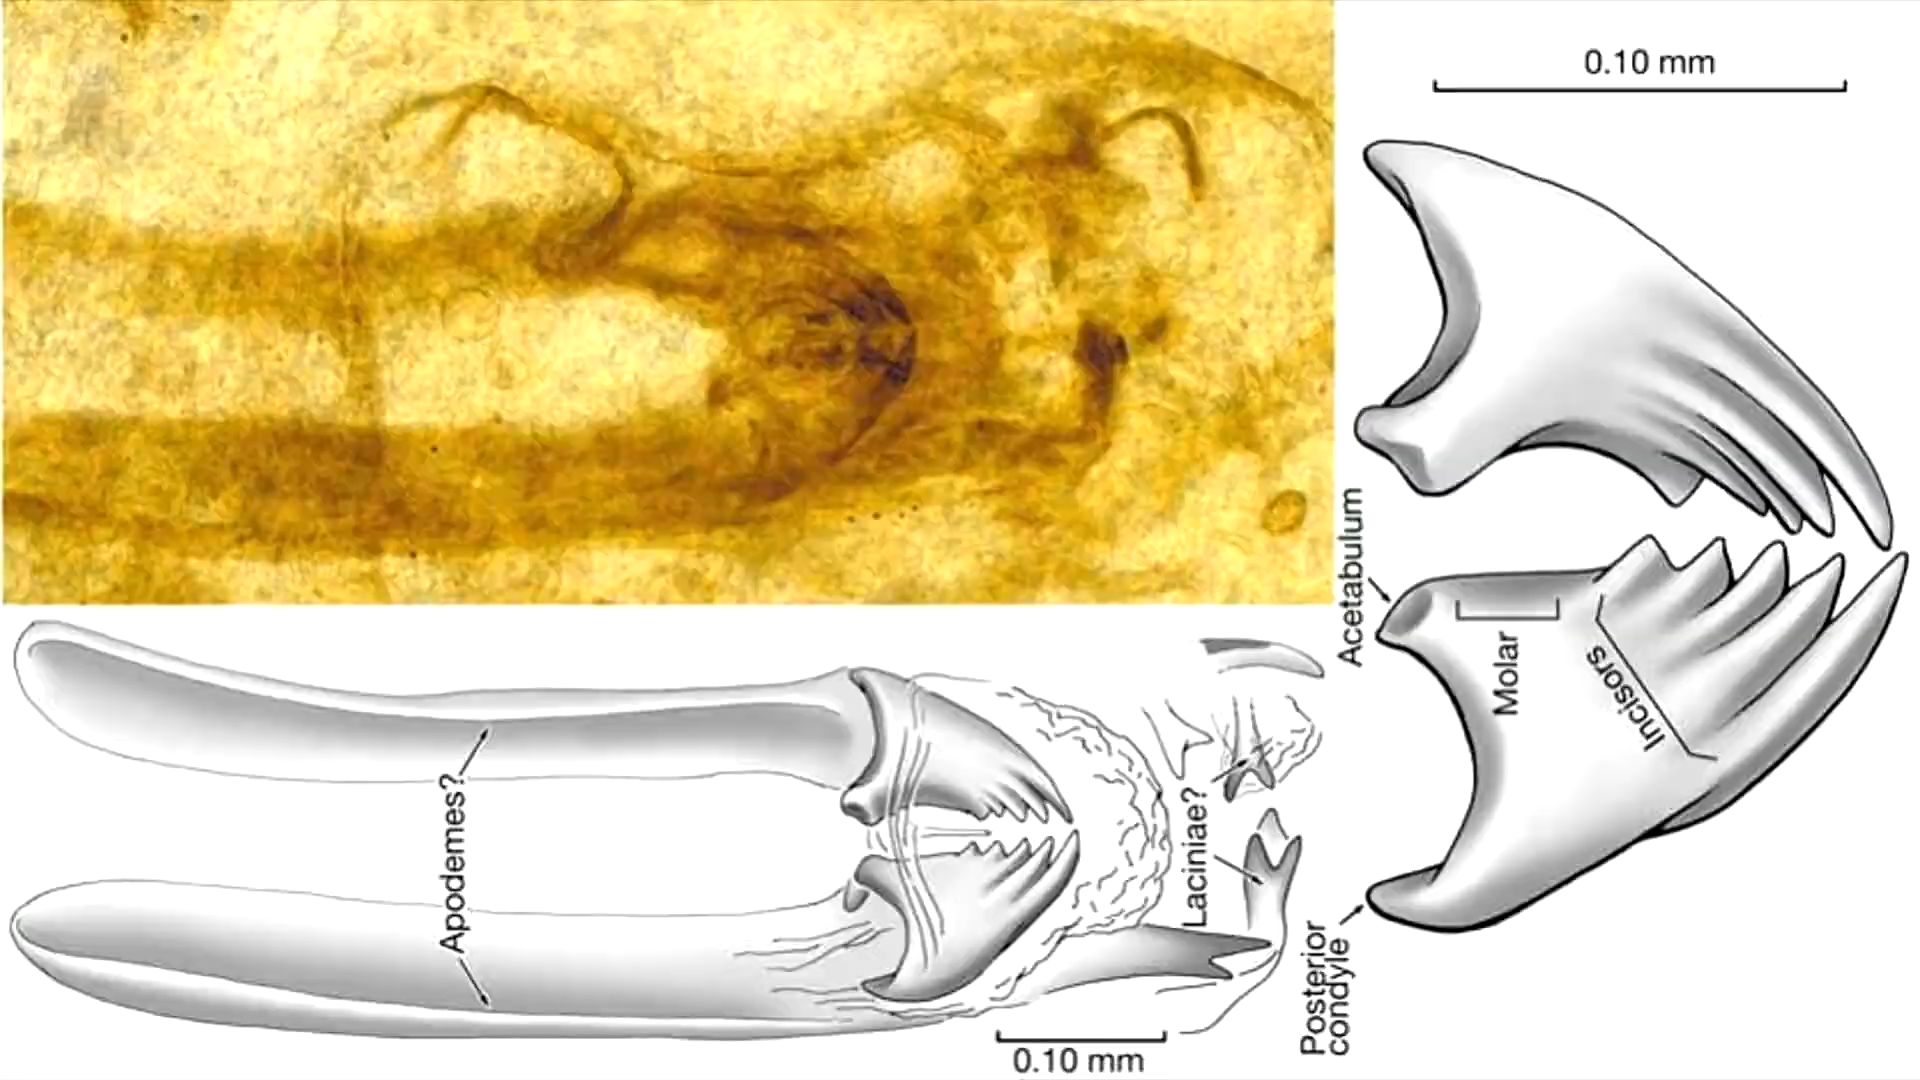 0.10 mm
Acetabulum
Molar
Incisors
Apodemes?
Laciniae?
Posterior
condyle
0.10 mm